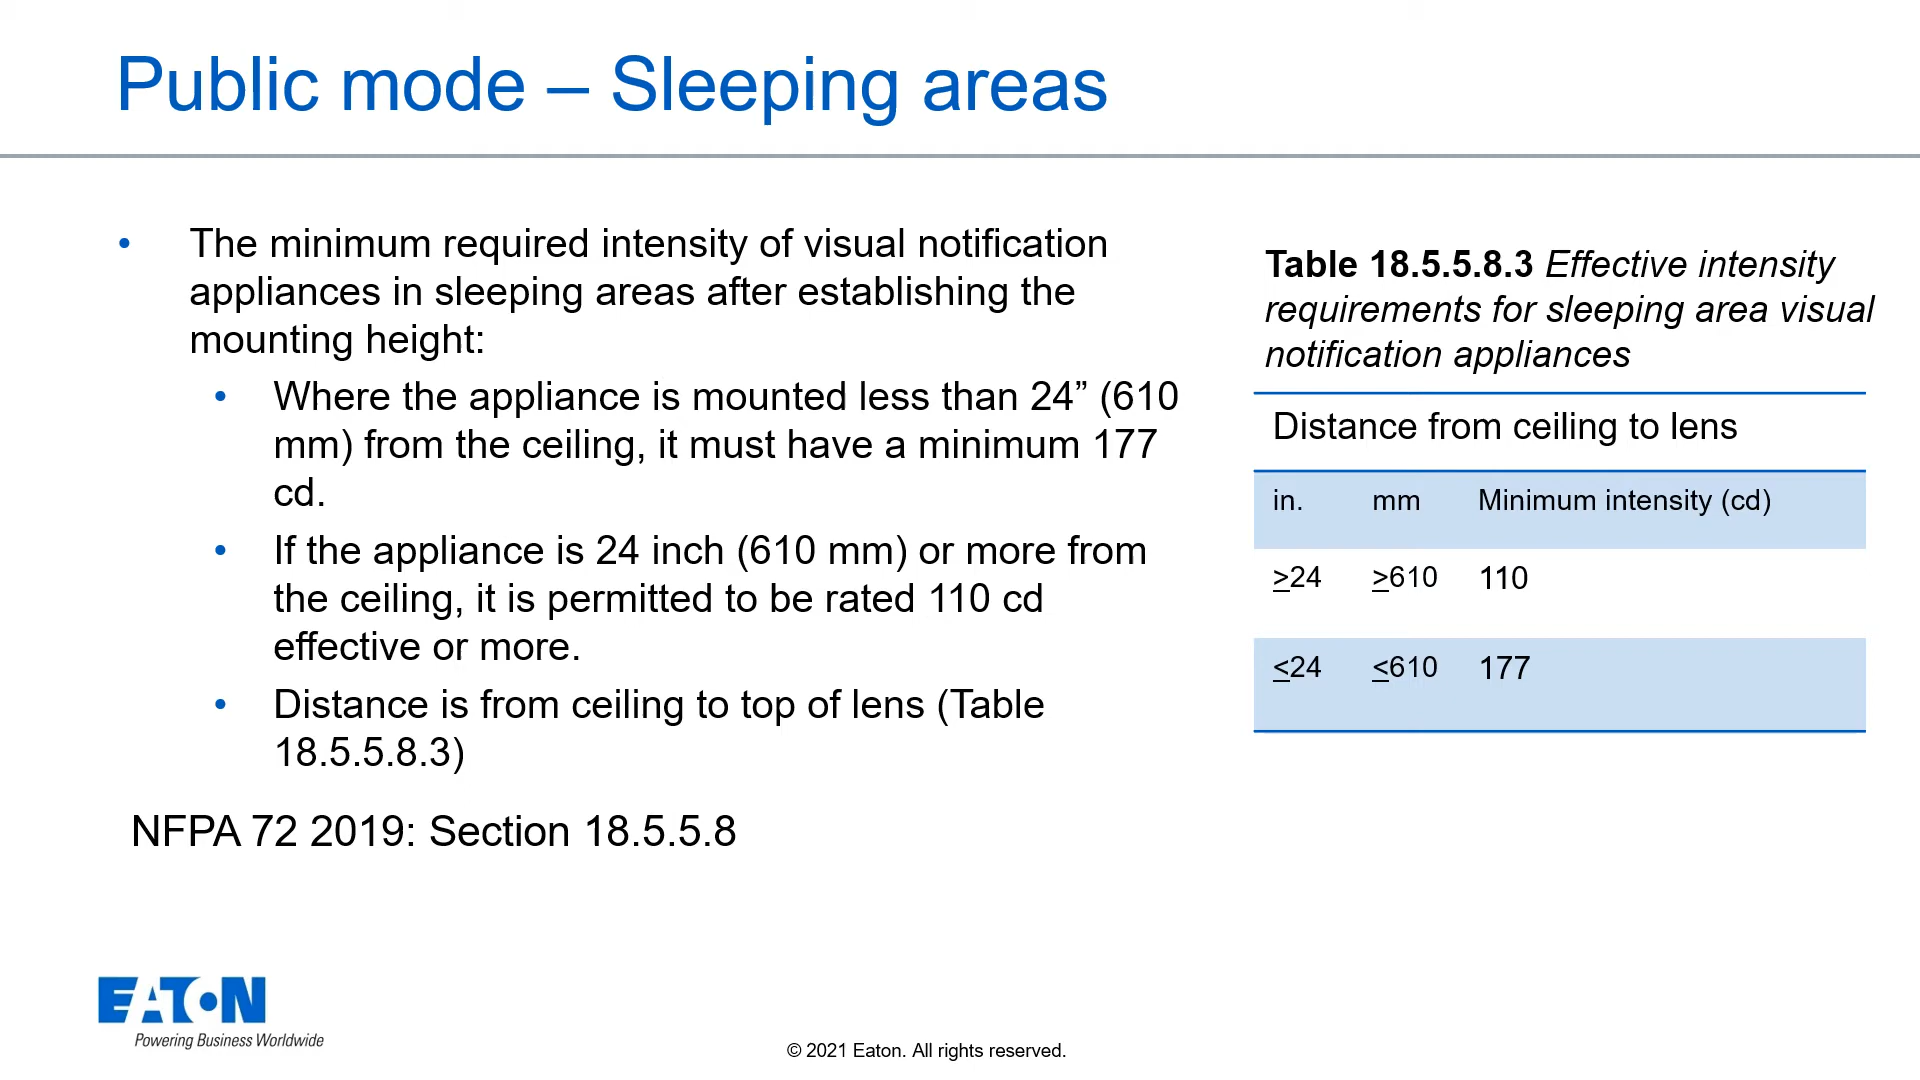 Public mode – Sleeping areas
• The minimum required intensity of visual notification
appliances in sleeping areas after establishing the
mounting height:
• Where the appliance is mounted less than 24” (610
mm) from the ceiling, it must have a minimum 177
cd.
• If the appliance is 24 inch (610 mm) or more from
the ceiling, it is permitted to be rated 110 cd
effective or more.
• Distance is from ceiling to top of lens (Table
18.5.5.8.3)
NFPA 72 2019: Section 18.5.5.8
Table 18.5.5.8.3 Effective intensity
requirements for sleeping area visual
notification appliances
Distance from ceiling to lens
in. mm Minimum intensity (cd)
≥24 ≥610 110
≤24 ≤610 177
EATON
Powering Business Worldwide
© 2021 Eaton. All rights reserved.